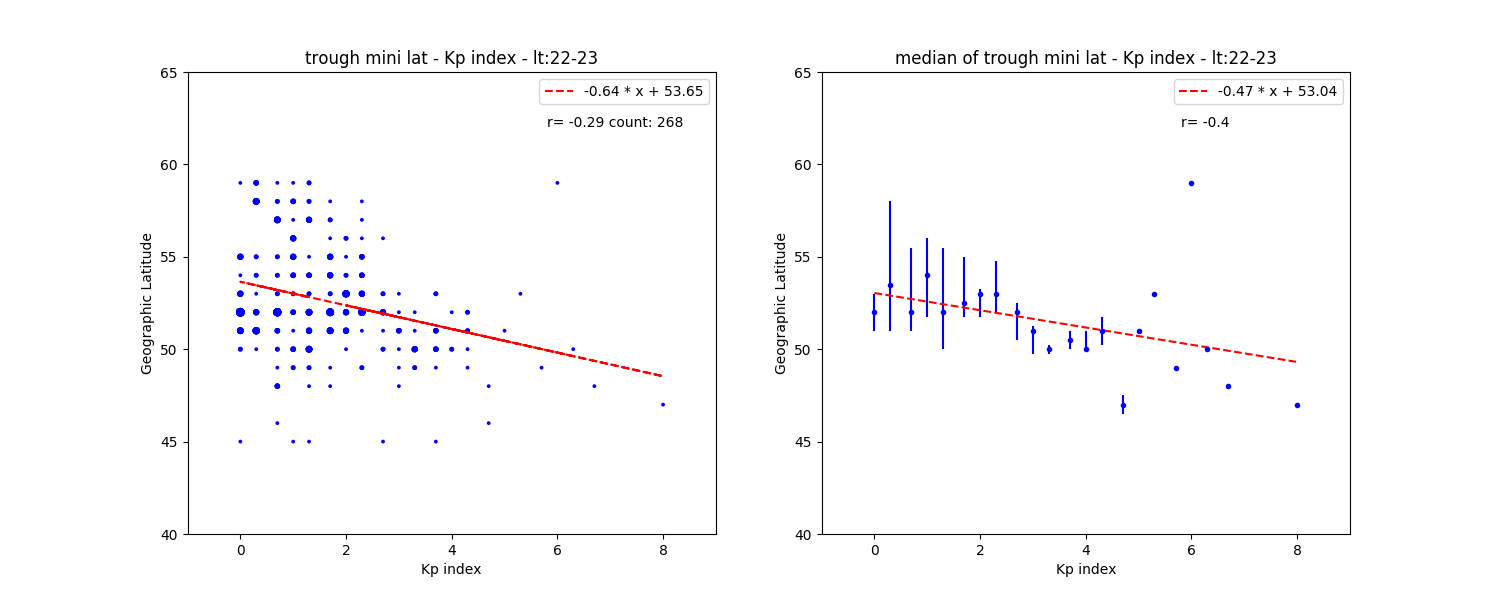 trough mini lat - Kp index - lt:22-23
65
60
55
50
45
40
Geographic Latitude
-0.64 * x + 53.65
r= -0.29 count: 268
0
2
4
6
8
Kp index
median of trough mini lat - Kp index - lt:22-23
65
60
55
50
45
40
Geographic Latitude
-0.47 * x + 53.04
r= -0.4
0
2
4
6
8
Kp index